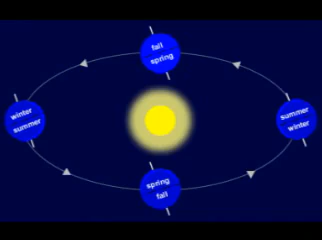 fall
spring
winter
summer
summer
winter
spring
fall